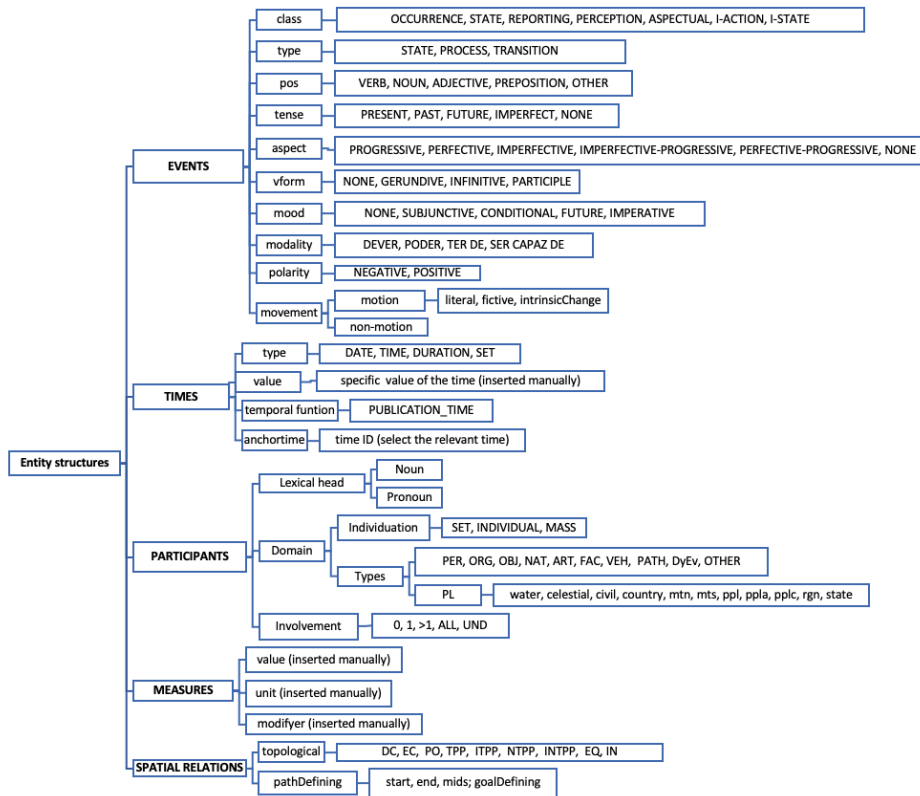 Entity structures
EVENTS
class
OCCURRENCE, STATE, REPORTING, PERCEPTION, ASPECTUAL, I-ACTION, I-STATE
type
STATE, PROCESS, TRANSITION
pos
VERB, NOUN, ADJECTIVE, PREPOSITION, OTHER
tense
PRESENT, PAST, FUTURE, IMPERFECT, NONE
aspect
PROGRESSIVE, PERFECTIVE, IMPERFECTIVE, IMPERFECTIVE-PROGRESSIVE, PERFECTIVE-PROGRESSIVE, NONE
vform
NONE, GERUNDIVE, INFINITIVE, PARTICIPLE
mood
NONE, SUBJUNCTIVE, CONDITIONAL, FUTURE, IMPERATIVE
modality
DEVER, PODER, TER DE, SER CAPAZ DE
polarity
NEGATIVE, POSITIVE
movement
motion
literal, fictive, intrinsicChange
non-motion
TIMES
type
DATE, TIME, DURATION, SET
value
specific value of the time (inserted manually)
temporal funtion
PUBLICATION_TIME
anchortime
time ID (select the relevant time)
PARTICIPANTS
Lexical head
Noun
Pronoun
Domain
Individuation
SET, INDIVIDUAL, MASS
Types
PER, ORG, OBJ, NAT, ART, FAC, VEH, PATH, DyEv, OTHER
PL
water, celestial, civil, country, mtn, mts, ppl, ppla, pplc, rgn, state
Involvement
0, 1, >1, ALL, UND
MEASURES
value (inserted manually)
unit (inserted manually)
modifyer (inserted manually)
SPATIAL RELATIONS
topological
DC, EC, PO, TPP, ITPP, NTPP, INTPP, EQ, IN
pathDefining
start, end, mids; goalDefining